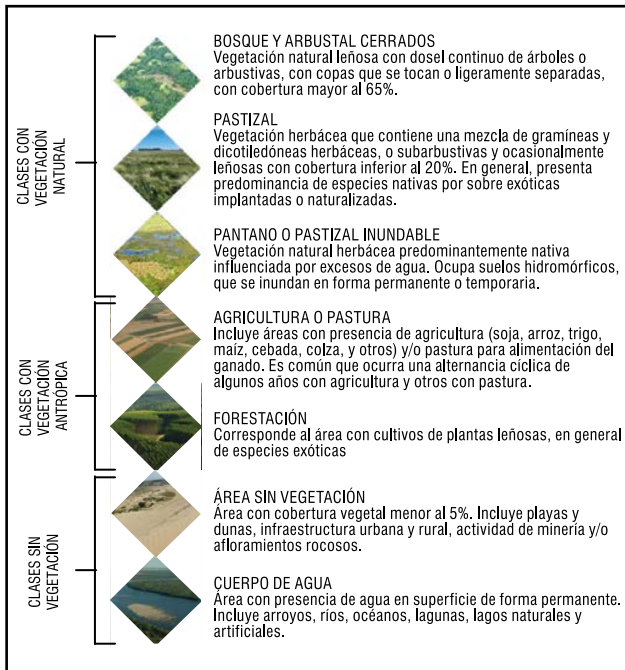 CLASES CON
VEGETACIÓN
NATURAL
BOSQUE Y ARBUSTAL CERRADOS
Vegetación natural leñosa con dosel continuo de árboles o
arbustivas, con copas que se tocan o ligeramente separadas,
con cobertura mayor al 65%.
PASTIZAL
Vegetación herbácea que contiene una mezcla de gramíneas y
dicotiledóneas herbáceas, o subarbustivas y ocasionalmente
leñosas con cobertura inferior al 20%. En general, presenta
predominancia de especies nativas por sobre exóticas
implantadas o naturalizadas.
PANTANO O PASTIZAL INUNDABLE
Vegetación natural herbácea predominantemente nativa
influenciada por excesos de agua. Ocupa suelos hidromórficos,
que se inundan en forma permanente o temporaria.
CLASES CON
VEGETACIÓN
ANTRÓPICA
AGRICULTURA O PASTURA
Incluye áreas con presencia de agricultura (soja, arroz, trigo,
maíz, cebada, colza, y otros) y/o pastura para alimentación del
ganado. Es común que ocurra una alternancia cíclica de
algunos años con agricultura y otros con pastura.
FORESTACIÓN
Corresponde al área con cultivos de plantas leñosas, en general
de especies exóticas
CLASES SIN
VEGETACIÓN
ÁREA SIN VEGETACIÓN
Área con cobertura vegetal menor al 5%. Incluye playas y
dunas, infraestructura urbana y rural, actividad de minería y/o
afloramientos rocosos.
CUERPO DE AGUA
Área con presencia de agua en superficie de forma permanente.
Incluye arroyos, ríos, océanos, lagunas, lagos naturales y
artificiales.